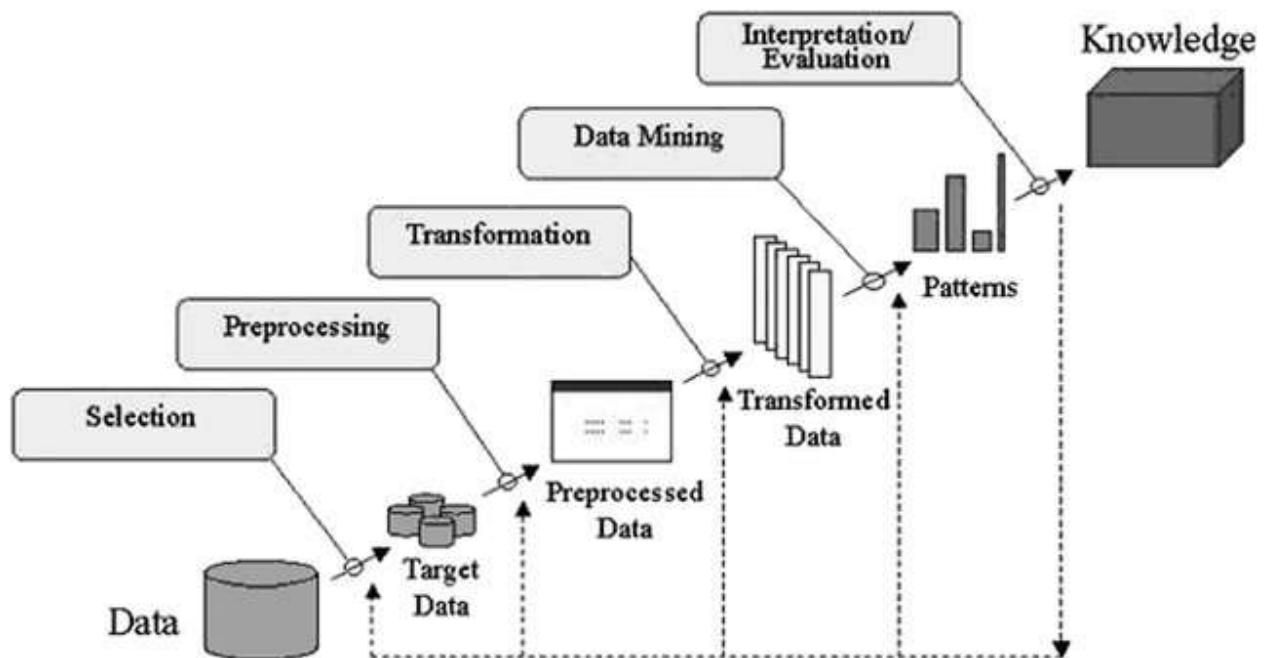 Interpretation/
Evaluation
Knowledge
Data Mining
Transformation
Patterns
Preprocessing
Transformed
Data
Selection
Preprocessed
Data
Target
Data
Data